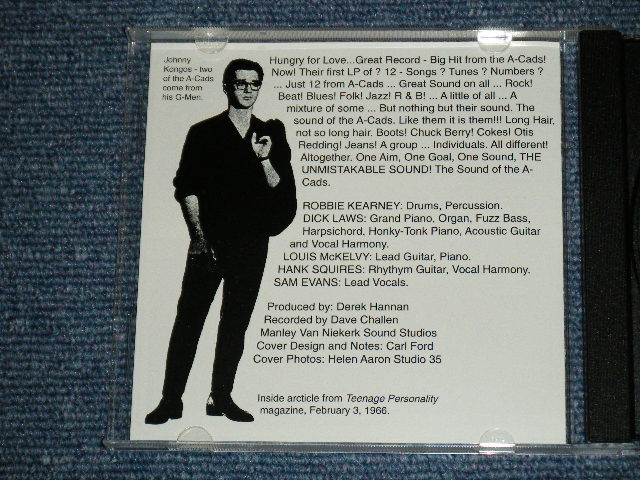 Johnny
Kongos - two
of the A-Cads
come from
his G-Men.
Hungry for Love...Great Record - Big Hit from the A-Cads!
Now! Their first LP of ? 12 - Songs ? Tunes ? Numbers ?
... Just 12 from A-Cads ... Great Sound on all ... Rock!
Beat! Blues! Folk! Jazz! R & B! ... A little of all ... A
mixture of some ... But nothing but their sound. The
sound of the A-Cads. Like them it is them!!! Long Hair,
not so long hair. Boots! Chuck Berry! Cokes! Otis
Redding! Jeans! A group ... Individuals. All different!
Altogether. One Aim, One Goal, One Sound, THE
UNMISTAKABLE SOUND! The Sound of the A-
Cads.
ROBBIE KEARNEY: Drums, Percussion.
DICK LAWS: Grand Piano, Organ, Fuzz Bass,
Harpsichord, Honky-Tonk Piano, Acoustic Guitar
and Vocal Harmony.
LOUIS McKELVY: Lead Guitar, Piano.
HANK SQUIRES: Rhythym Guitar, Vocal Harmony.
SAM EVANS: Lead Vocals.
Produced by: Derek Hannan
Recorded by Dave Challen
Manley Van Niekerk Sound Studios
Cover Design and Notes: Carl Ford
Cover Photos: Helen Aaron Studio 35
Inside arcticle from Teenage Personality
magazine, February 3, 1966.